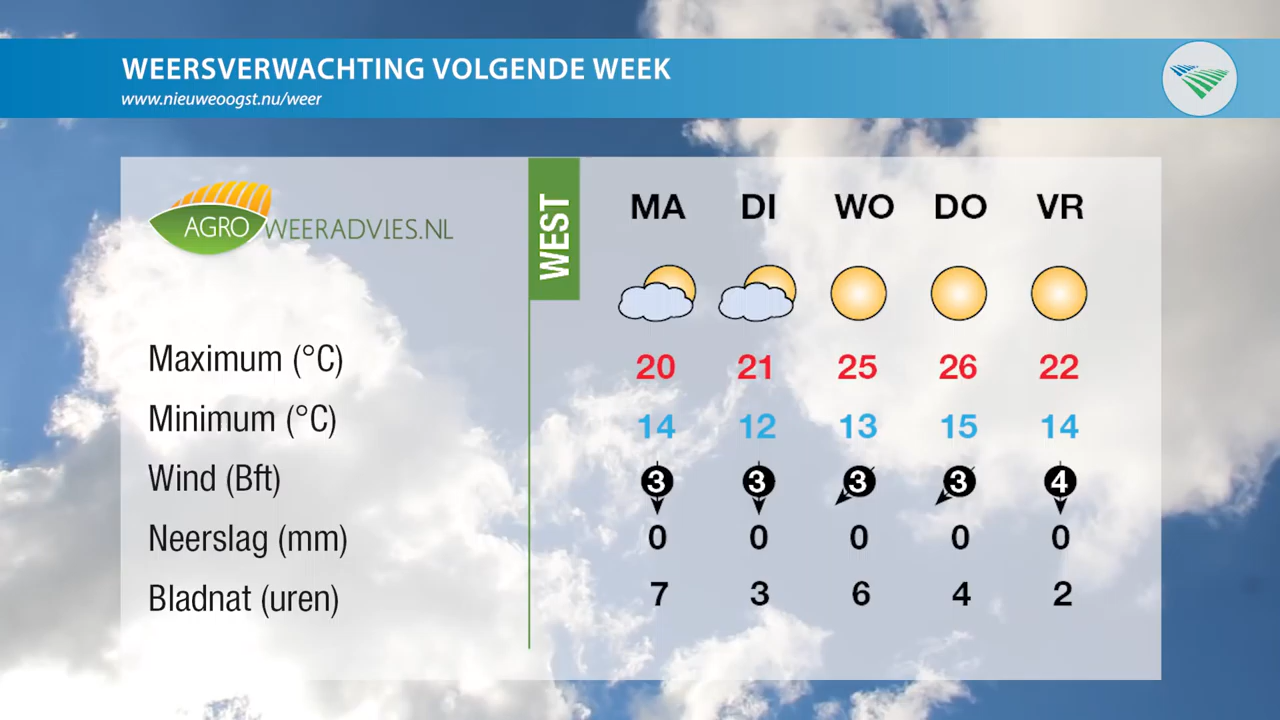 WEERSVERWACHTING VOLGENDE WEEK
www.nieuweoogst.nu/weer
AGROWEERADVIES.NL
WEST
MA DI WO DO VR
Maximum (°C) 20 21 25 26 22
Minimum (°C) 14 12 13 15 14
Wind (Bft) 3 3 3 3 4
Neerslag (mm) 0 0 0 0 0
Bladnat (uren) 7 3 6 4 2